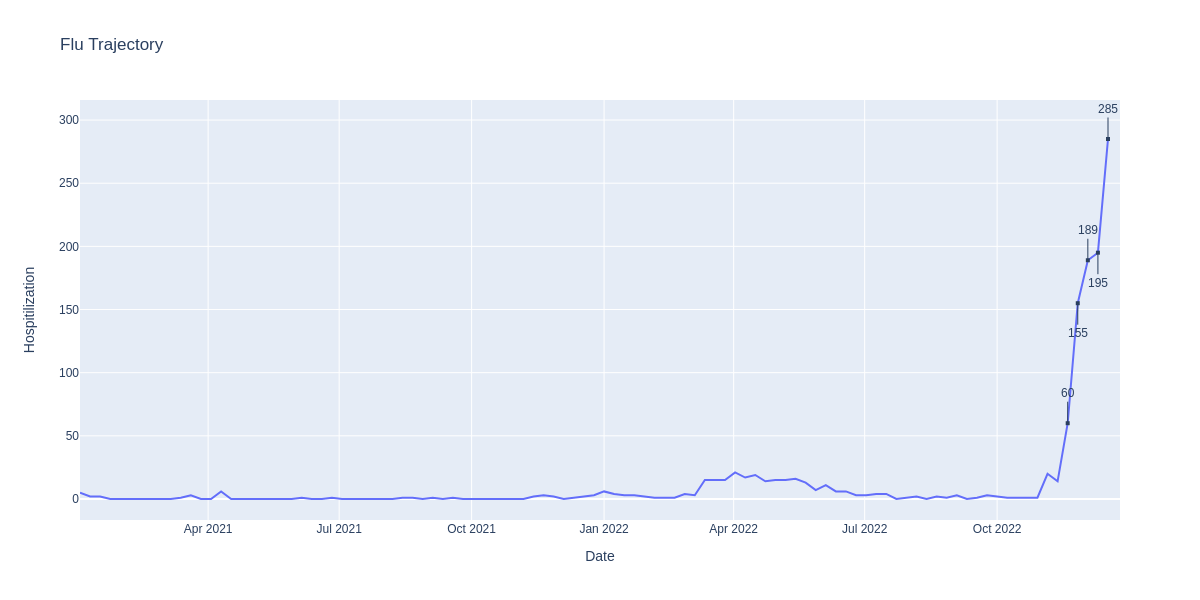 Flu Trajectory
285
300
250
189
200
195
150
155
100
60
50
0
Hospitilization
Apr 2021
Jul 2021
Oct 2021
Jan 2022
Apr 2022
Jul 2022
Oct 2022
Date